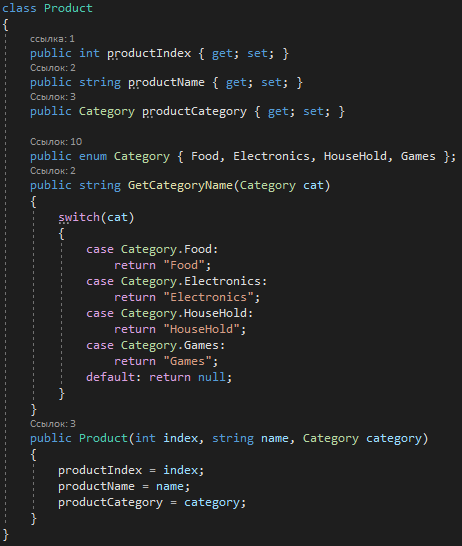 class Product
{
ссылка: 1
public int productIndex { get; set; }
Ссылок: 2
public string productName { get; set; }
Ссылок: 3
public Category productCategory { get; set; }
Ссылок: 10
public enum Category { Food, Electronics, HouseHold, Games };
Ссылок: 2
public string GetCategoryName(Category cat)
{
switch(cat)
{
case Category.Food:
return "Food";
case Category.Electronics:
return "Electronics";
case Category.HouseHold:
return "HouseHold";
case Category.Games:
return "Games";
default: return null;
}
}
Ссылок: 3
public Product(int index, string name, Category category)
{
productIndex = index;
productName = name;
productCategory = category;
}
}